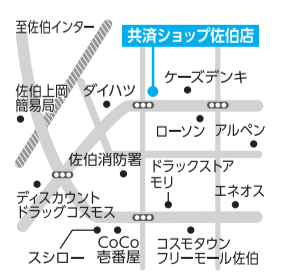 至佐伯インター
共済ショップ佐伯店
ケーズデンキ
佐伯上岡
簡易局
ダイハツ
ローソン
アルペン
佐伯消防署
ドラッグストア
モリ
エネオス
ディスカウント
ドラッグコスモス
スシロー
CoCo
壱番屋
コスモタウン
フリーモール佐伯